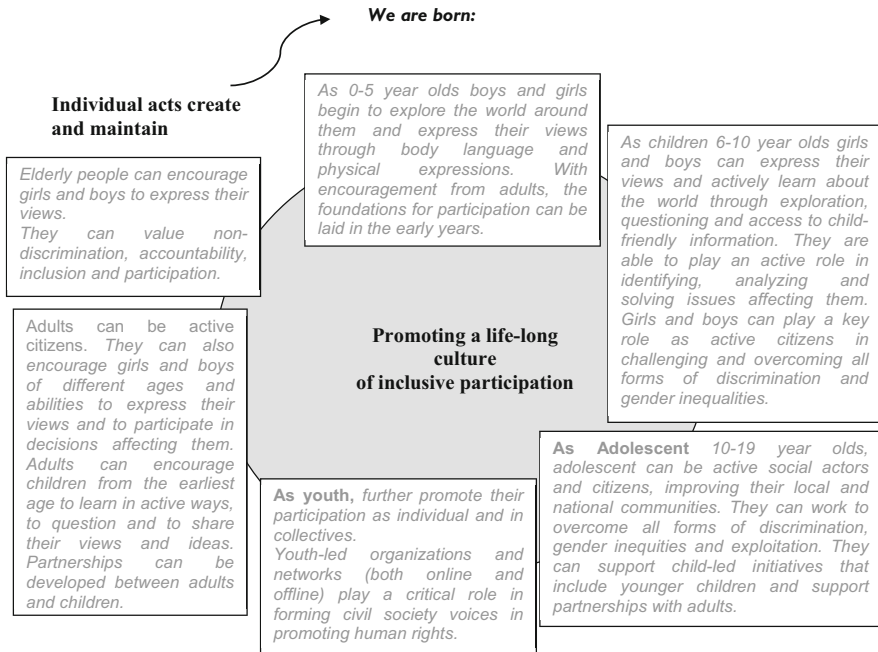 We are born:
Individual acts create
and maintain
As 0-5 year olds boys and girls
begin to explore the world around
them and express their views
through body language and
physical expressions. With
encouragement from adults, the
foundations for participation can be
laid in the early years.
As children 6-10 year olds girls
and boys can express their
views and actively learn about
the world through exploration,
questioning and access to child-
friendly information. They are
able to play an active role in
identifying, analyzing and
solving issues affecting them.
Girls and boys can play a key
role as active citizens in
challenging and overcoming all
forms of discrimination and
gender inequalities.
As Adolescent 10-19 year olds,
adolescent can be active social actors
and citizens, improving their local and
national communities. They can work to
overcome all forms of discrimination,
gender inequities and exploitation. They
can support child-led initiatives that
include younger children and support
partnerships with adults.
As youth, further promote their
participation as individual and in
collectives.
Youth-led organizations and
networks (both online and
offline) play a critical role in
forming civil society voices in
promoting human rights.
Adults can be active
citizens. They can also
encourage girls and boys
of different ages and
abilities to express their
views and to participate in
decisions affecting them.
Adults can encourage
children from the earliest
age to learn in active ways,
to question and to share
their views and ideas.
Partnerships can be
developed between adults
and children.
Elderly people can encourage
girls and boys to express their
views.
They can value non-
discrimination, accountability,
inclusion and participation.
Promoting a life-long
culture
of inclusive participation